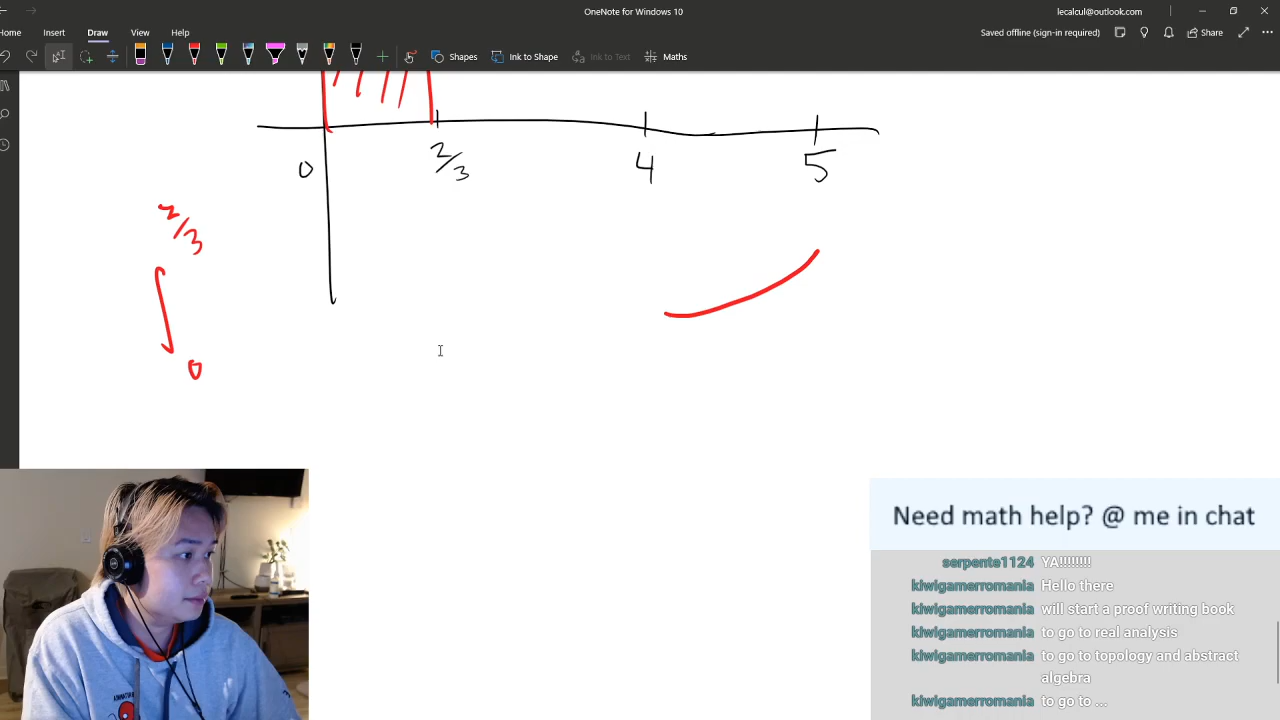 OneNote for Windows 10
lecalcul@outlook.com
Home Insert Draw View Help
Saved offline (sign-in required)
Share
Shapes
Ink to Shape
Ink to Text
Maths
0 2/3 4 5
2/3
∫
0
Need math help? @ me in chat
serpente1124 YA!!!!!!!!
kiwigamerromania Hello there
kiwigamerromania will start a proof writing book
kiwigamerromania to go to real analysis
kiwigamerromania to go to topology and abstract
algebra
kiwigamerromania to go to ...